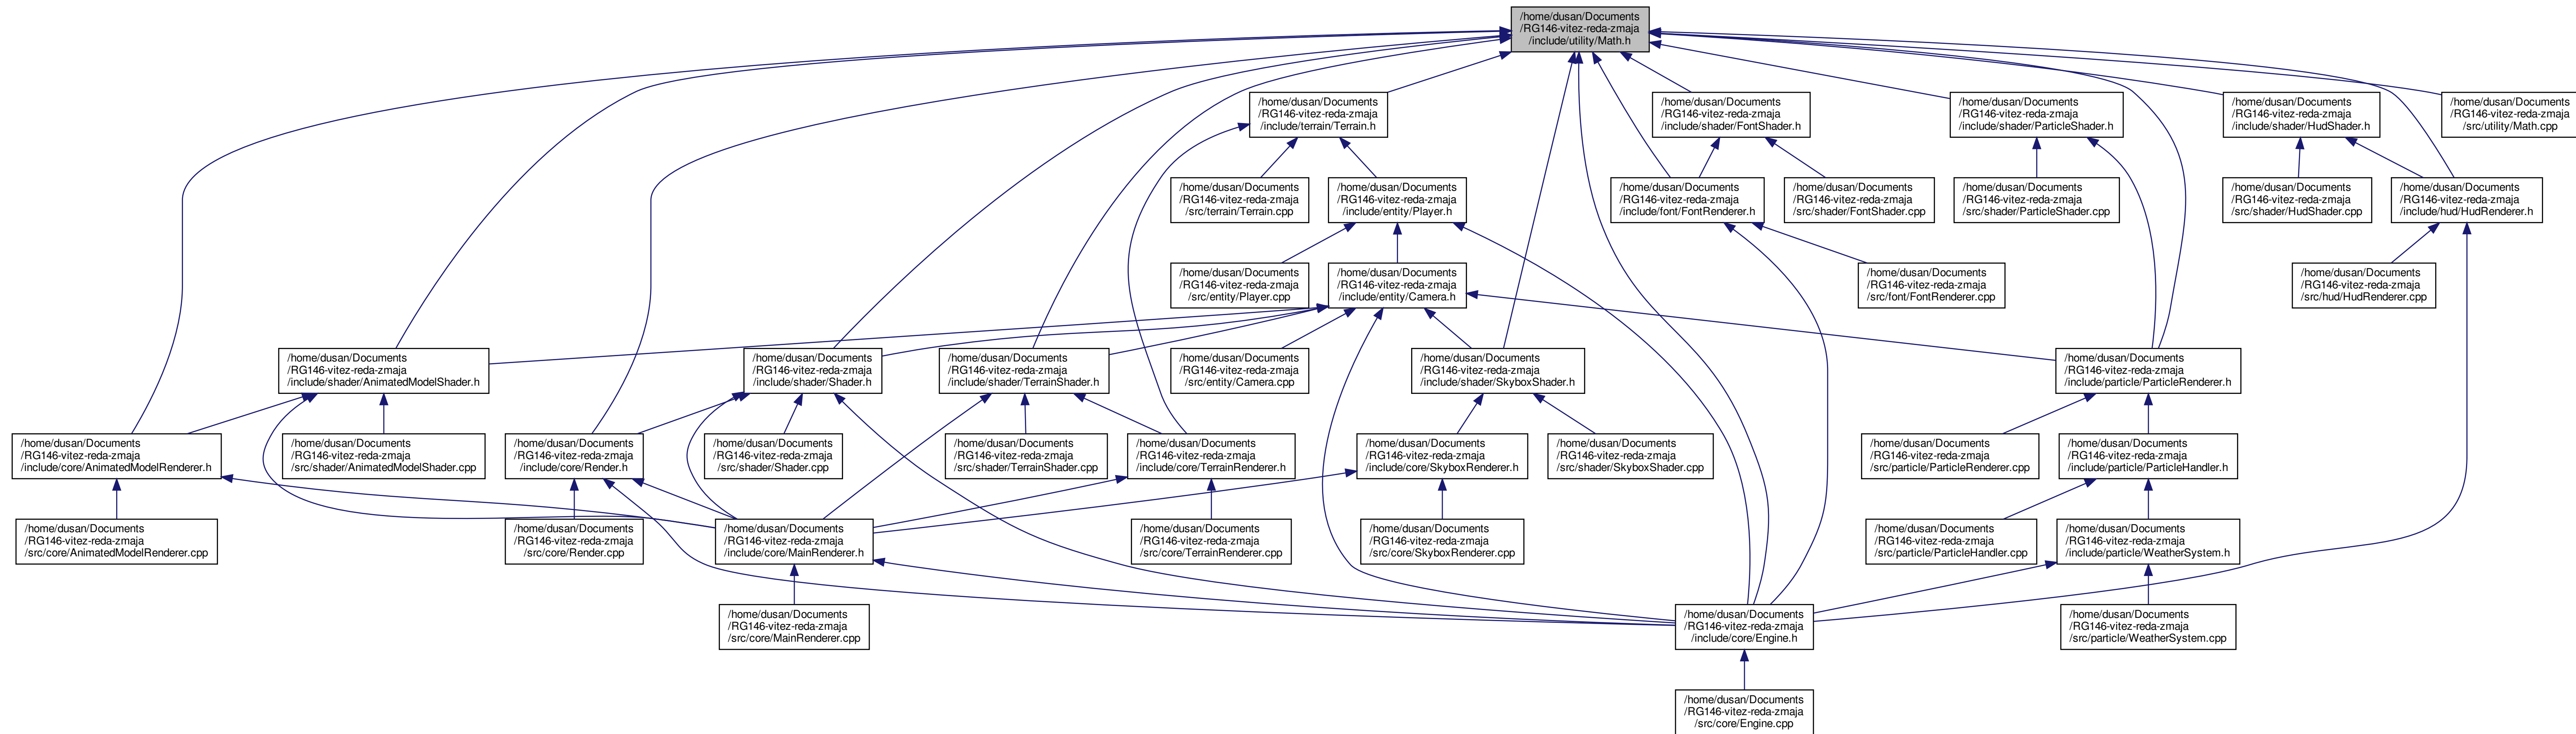 /home/dusan/Documents
/RG146-vitez-reda-zmaja
/include/utility/Math.h
/home/dusan/Documents
/RG146-vitez-reda-zmaja
/include/terrain/Terrain.h
/home/dusan/Documents
/RG146-vitez-reda-zmaja
/include/shader/FontShader.h
/home/dusan/Documents
/RG146-vitez-reda-zmaja
/include/shader/ParticleShader.h
/home/dusan/Documents
/RG146-vitez-reda-zmaja
/include/shader/HudShader.h
/home/dusan/Documents
/RG146-vitez-reda-zmaja
/src/utility/Math.cpp
/home/dusan/Documents
/RG146-vitez-reda-zmaja
/src/terrain/Terrain.cpp
/home/dusan/Documents
/RG146-vitez-reda-zmaja
/include/entity/Player.h
/home/dusan/Documents
/RG146-vitez-reda-zmaja
/include/font/FontRenderer.h
/home/dusan/Documents
/RG146-vitez-reda-zmaja
/src/shader/FontShader.cpp
/home/dusan/Documents
/RG146-vitez-reda-zmaja
/src/shader/ParticleShader.cpp
/home/dusan/Documents
/RG146-vitez-reda-zmaja
/src/shader/HudShader.cpp
/home/dusan/Documents
/RG146-vitez-reda-zmaja
/include/hud/HudRenderer.h
/home/dusan/Documents
/RG146-vitez-reda-zmaja
/src/entity/Player.cpp
/home/dusan/Documents
/RG146-vitez-reda-zmaja
/include/entity/Camera.h
/home/dusan/Documents
/RG146-vitez-reda-zmaja
/src/font/FontRenderer.cpp
/home/dusan/Documents
/RG146-vitez-reda-zmaja
/src/hud/HudRenderer.cpp
/home/dusan/Documents
/RG146-vitez-reda-zmaja
/include/shader/AnimatedModelShader.h
/home/dusan/Documents
/RG146-vitez-reda-zmaja
/include/shader/Shader.h
/home/dusan/Documents
/RG146-vitez-reda-zmaja
/include/shader/TerrainShader.h
/home/dusan/Documents
/RG146-vitez-reda-zmaja
/src/entity/Camera.cpp
/home/dusan/Documents
/RG146-vitez-reda-zmaja
/include/shader/SkyboxShader.h
/home/dusan/Documents
/RG146-vitez-reda-zmaja
/include/particle/ParticleRenderer.h
/home/dusan/Documents
/RG146-vitez-reda-zmaja
/include/core/AnimatedModelRenderer.h
/home/dusan/Documents
/RG146-vitez-reda-zmaja
/src/shader/AnimatedModelShader.cpp
/home/dusan/Documents
/RG146-vitez-reda-zmaja
/include/core/Render.h
/home/dusan/Documents
/RG146-vitez-reda-zmaja
/src/shader/Shader.cpp
/home/dusan/Documents
/RG146-vitez-reda-zmaja
/src/shader/TerrainShader.cpp
/home/dusan/Documents
/RG146-vitez-reda-zmaja
/include/core/TerrainRenderer.h
/home/dusan/Documents
/RG146-vitez-reda-zmaja
/include/core/SkyboxRenderer.h
/home/dusan/Documents
/RG146-vitez-reda-zmaja
/src/shader/SkyboxShader.cpp
/home/dusan/Documents
/RG146-vitez-reda-zmaja
/src/particle/ParticleRenderer.cpp
/home/dusan/Documents
/RG146-vitez-reda-zmaja
/include/particle/ParticleHandler.h
/home/dusan/Documents
/RG146-vitez-reda-zmaja
/src/core/AnimatedModelRenderer.cpp
/home/dusan/Documents
/RG146-vitez-reda-zmaja
/src/core/Render.cpp
/home/dusan/Documents
/RG146-vitez-reda-zmaja
/include/core/MainRenderer.h
/home/dusan/Documents
/RG146-vitez-reda-zmaja
/src/core/TerrainRenderer.cpp
/home/dusan/Documents
/RG146-vitez-reda-zmaja
/src/core/SkyboxRenderer.cpp
/home/dusan/Documents
/RG146-vitez-reda-zmaja
/src/particle/ParticleHandler.cpp
/home/dusan/Documents
/RG146-vitez-reda-zmaja
/include/particle/WeatherSystem.h
/home/dusan/Documents
/RG146-vitez-reda-zmaja
/src/core/MainRenderer.cpp
/home/dusan/Documents
/RG146-vitez-reda-zmaja
/include/core/Engine.h
/home/dusan/Documents
/RG146-vitez-reda-zmaja
/src/particle/WeatherSystem.cpp
/home/dusan/Documents
/RG146-vitez-reda-zmaja
/src/core/Engine.cpp